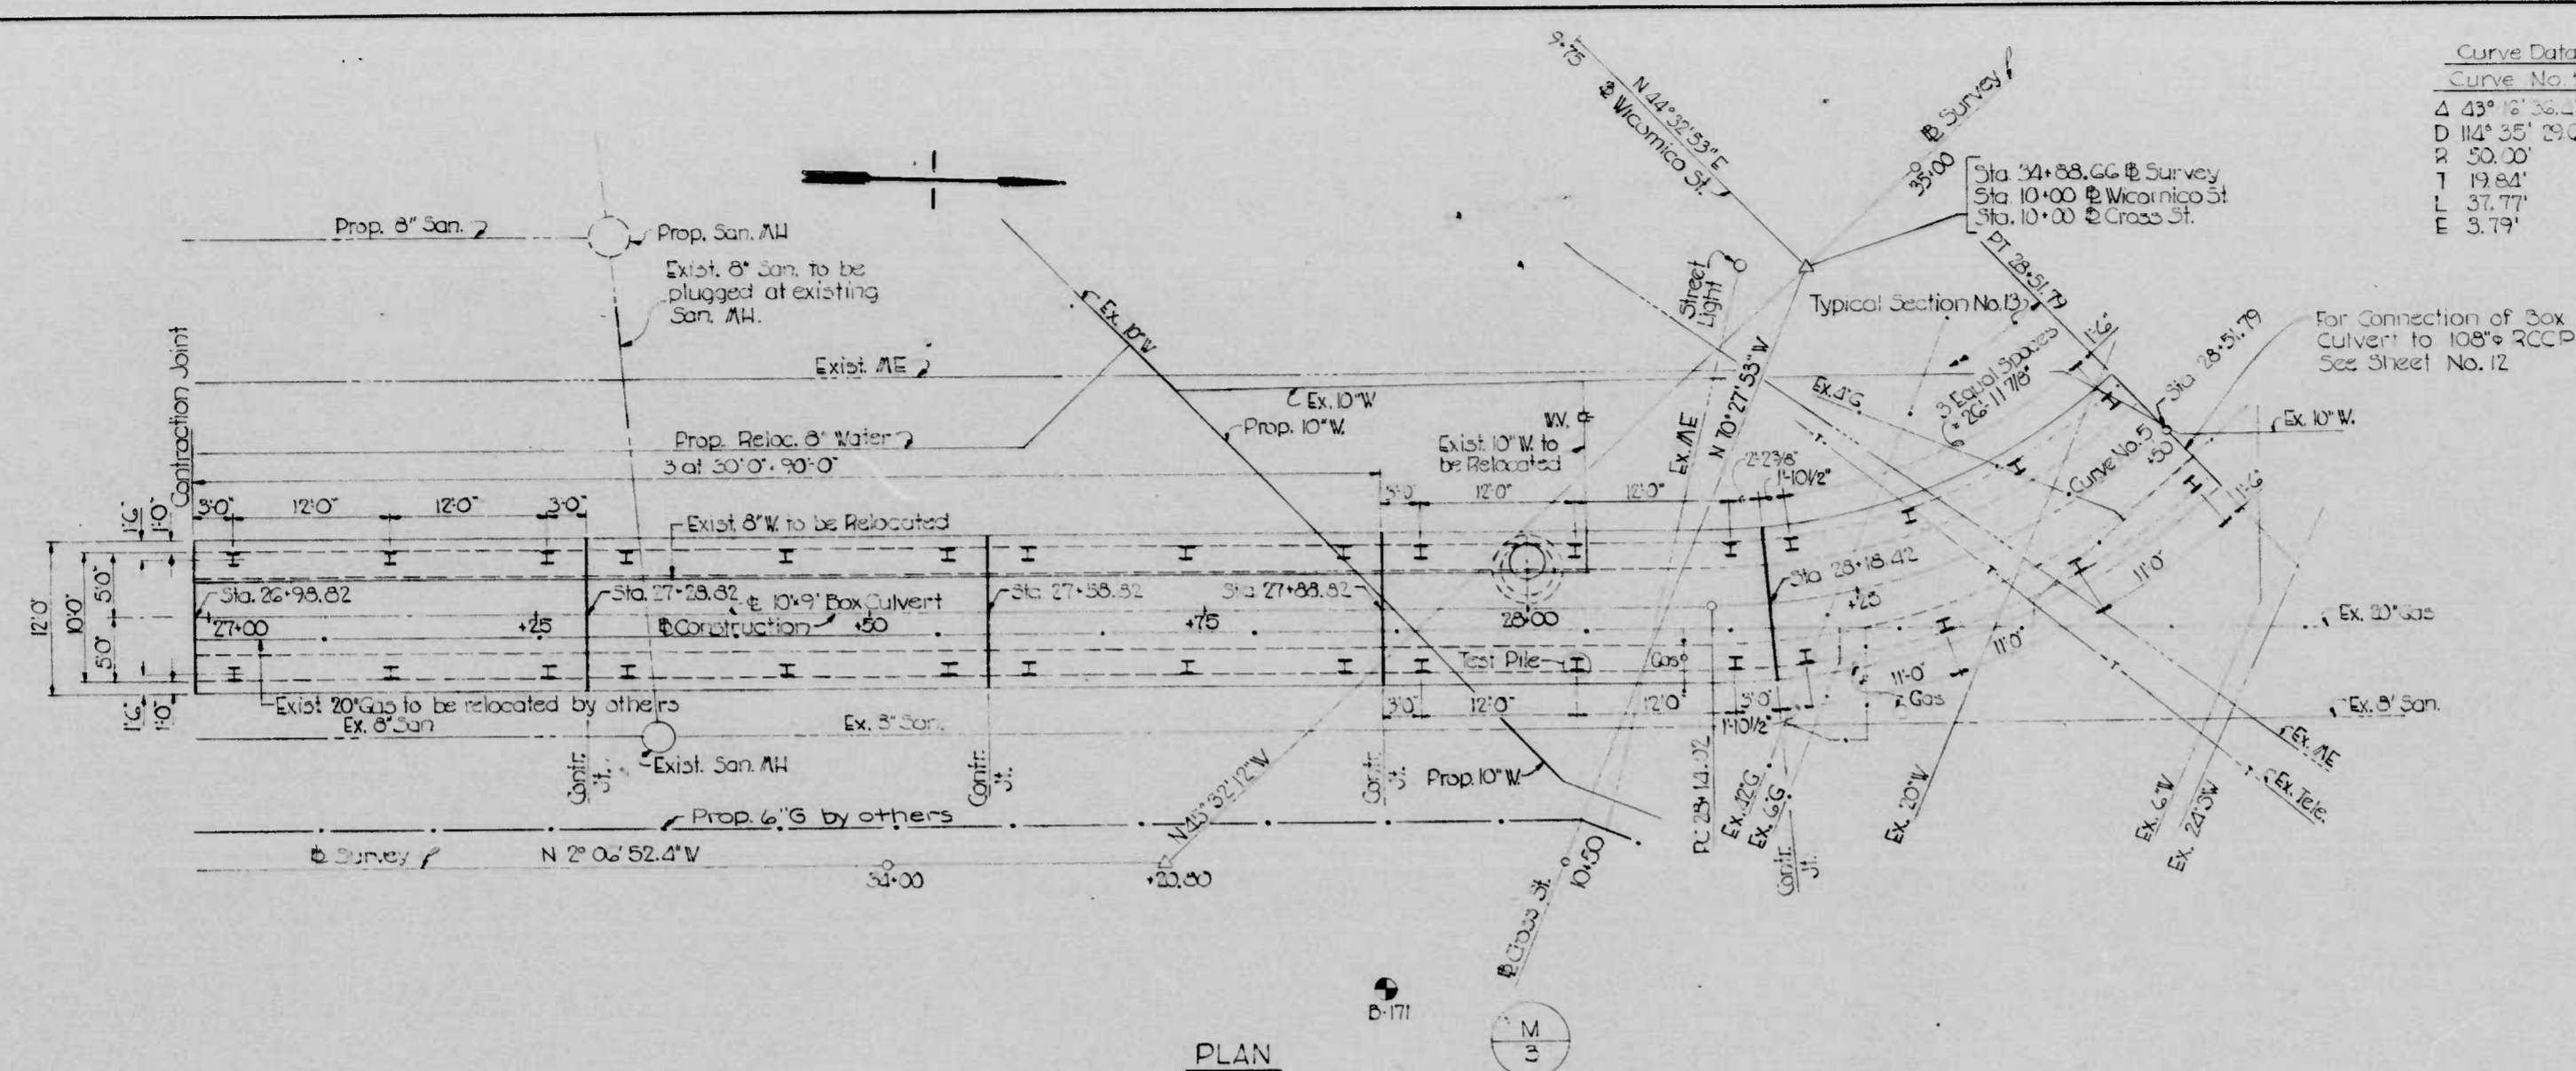 Curve Data
Curve No.
Δ 43° 16' 36.4
D 114° 35' 29.0
R 50.00'
T 19.84'
L 37.77'
E 3.79'
9+75
N 44° 32' 53" E
⅊ Wicomico St.
⅊ Survey
35+00
Sta. 34+88.66 ⅊ Survey
Sta. 10+00 ⅊ Wicomico St.
Sta. 10+00 ⅊ Cross St.
PT 28+51.79
Prop. 8" San.
Prop. San. MH
Exist. 8" San. to be
plugged at existing
San. MH.
Contraction Joint
Exist. ME
Ex. 10" W
Street
Light
Typical Section No. 13
1'-6"
Sta 28+51.79
For Connection of Box
Culvert to 108"ø RCCP
See Sheet No. 12
Ex. 10" W
Prop. 10" W.
Prop. Reloc. 8" Water
3 at 30'-0" = 90'-0"
W.V.
Exist. 10" W. to
be Relocated
Ex. ME
N 70° 27' 53" W
Ex. 4" G.
3 Equal Spaces
= 26'-11 7/8"
Curve No. 5
+50
Ex. 10" W.
1'-6"
1'-6"
1'-0"
3'-0"
12'-0"
12'-0"
3'-0"
3'-0"
12'-0"
12'-0"
2'-2 3/8"
1'-10 1/2"
Exist. 8" W. to be Relocated
12'-0"
10'-0"
5'-0"
5'-0"
Sta. 26+98.82
Sta. 27+28.82
Sta. 27+58.82
Sta. 27+88.82
Sta 28+18.42
℄ 10'x9' Box Culvert
⅊ Construction
27+00
+25
+50
+75
28+00
+25
11'-0"
11'-0"
11'-0"
Test Pile
Gas
Gas
Ex. 20" Gas
Ex. 8" San.
1'-6"
1'-0"
Exist 20" Gas to be relocated by others
Ex. 8" San
Ex. 8" San.
3'-0"
12'-0"
12'-0"
3'-0"
1'-10 1/2"
Exist. San. MH
Contr.
Jt.
Contr.
Jt.
Contr.
Jt.
Contr.
Jt.
N 45° 32' 12" W
Prop. 10" W.
PC 28+14.02
Ex. 42" G
Ex. 6" G
Ex. 20" W
Ex. 6" W
Ex. 24" SW
Ex. ME
Ex. Tele.
Prop. 6" G by others
⅊ Survey
N 2° 06' 52.4" W
34+00
+20.80
10+50
⅊ Cross St.
B-171
M
3
PLAN